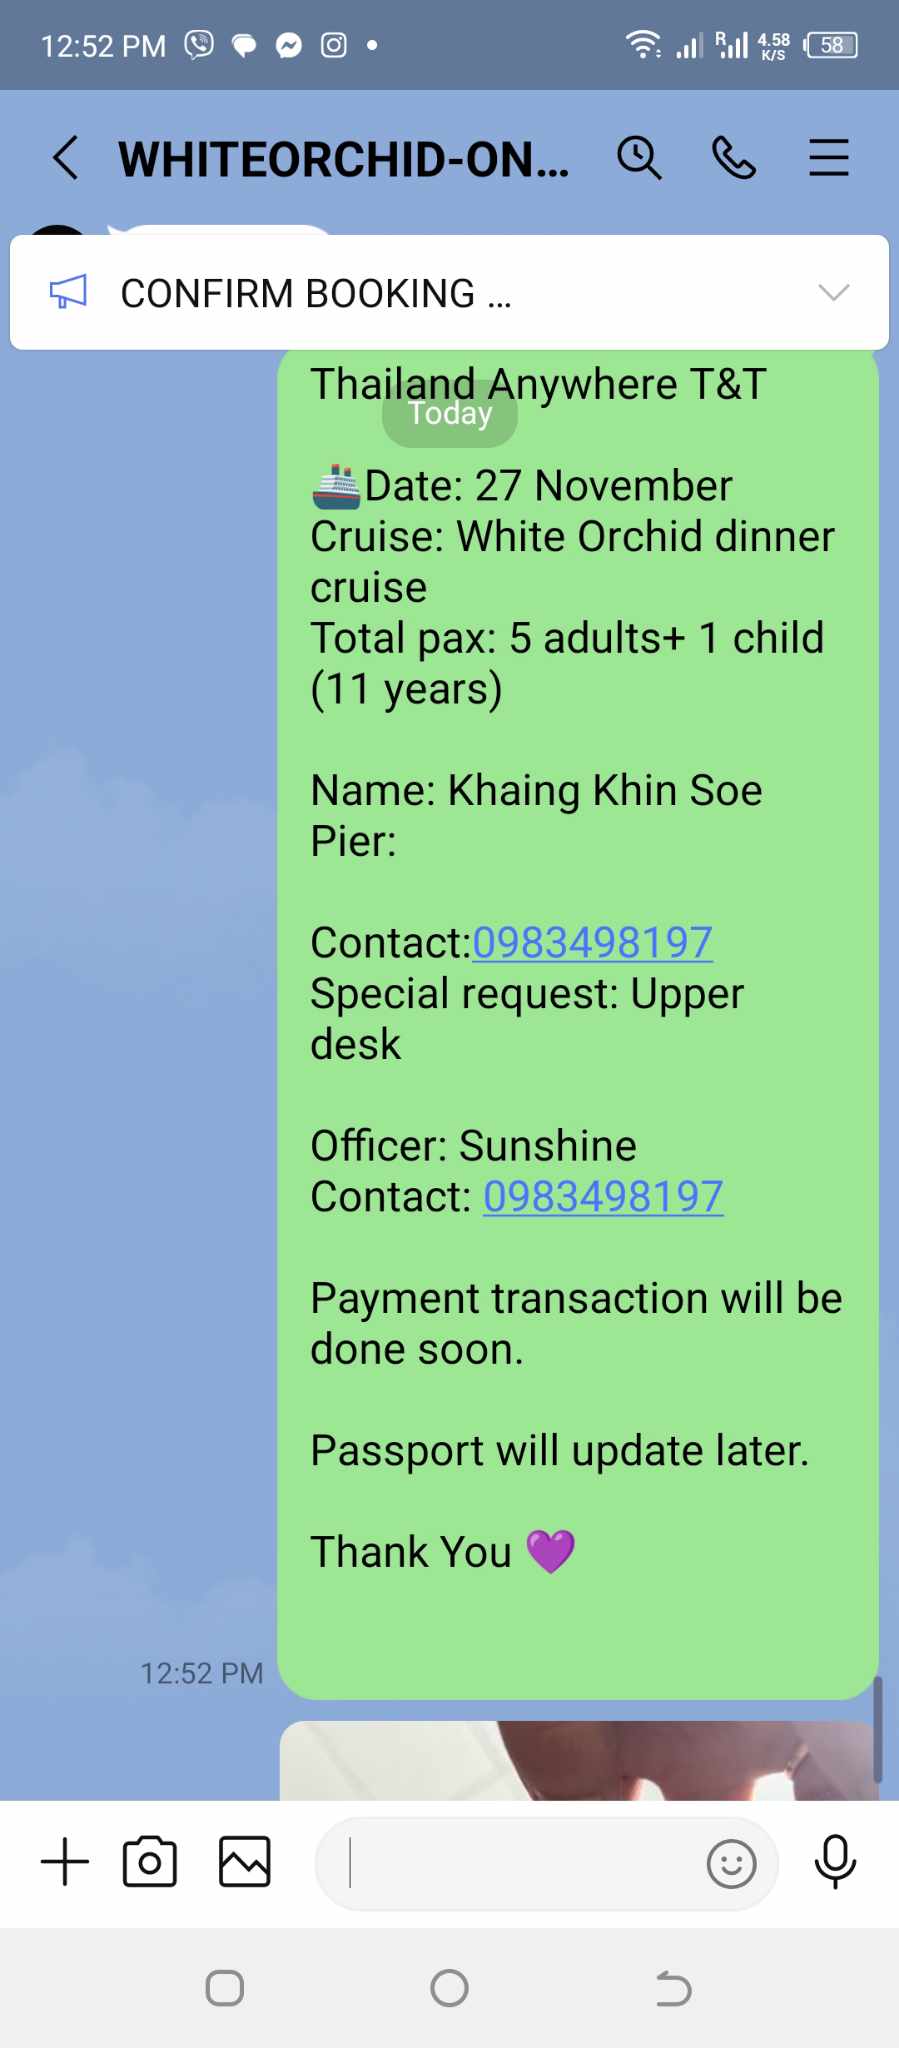 12:52 PM
R
4.58
K/S
58
WHITEORCHID-ON...
CONFIRM BOOKING ...
Thailand Anywhere T&T
Today
🚢Date: 27 November
Cruise: White Orchid dinner
cruise
Total pax: 5 adults+ 1 child
(11 years)
Name: Khaing Khin Soe
Pier:
Contact:0983498197
Special request: Upper
desk
Officer: Sunshine
Contact: 0983498197
Payment transaction will be
done soon.
Passport will update later.
Thank You 💜
12:52 PM